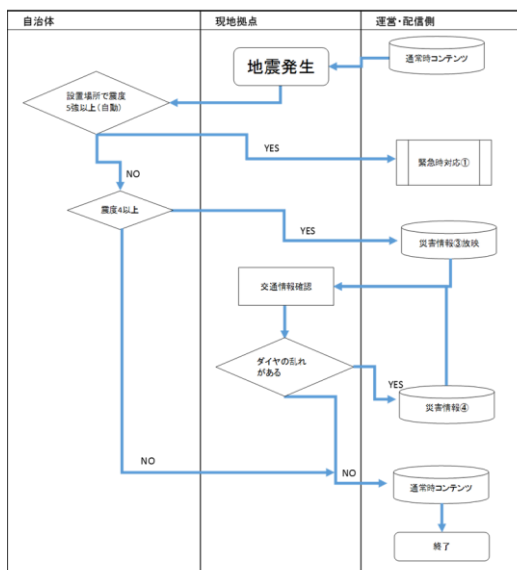 自治体
現地拠点
運営・配信側
通常時コンテンツ
地震発生
設置場所で震度
5強以上(自動)
YES
緊急時対応①
NO
震度4以上
YES
災害情報③放映
交通情報確認
ダイヤの乱れ
がある
YES
災害情報④
NO
NO
通常時コンテンツ
終了